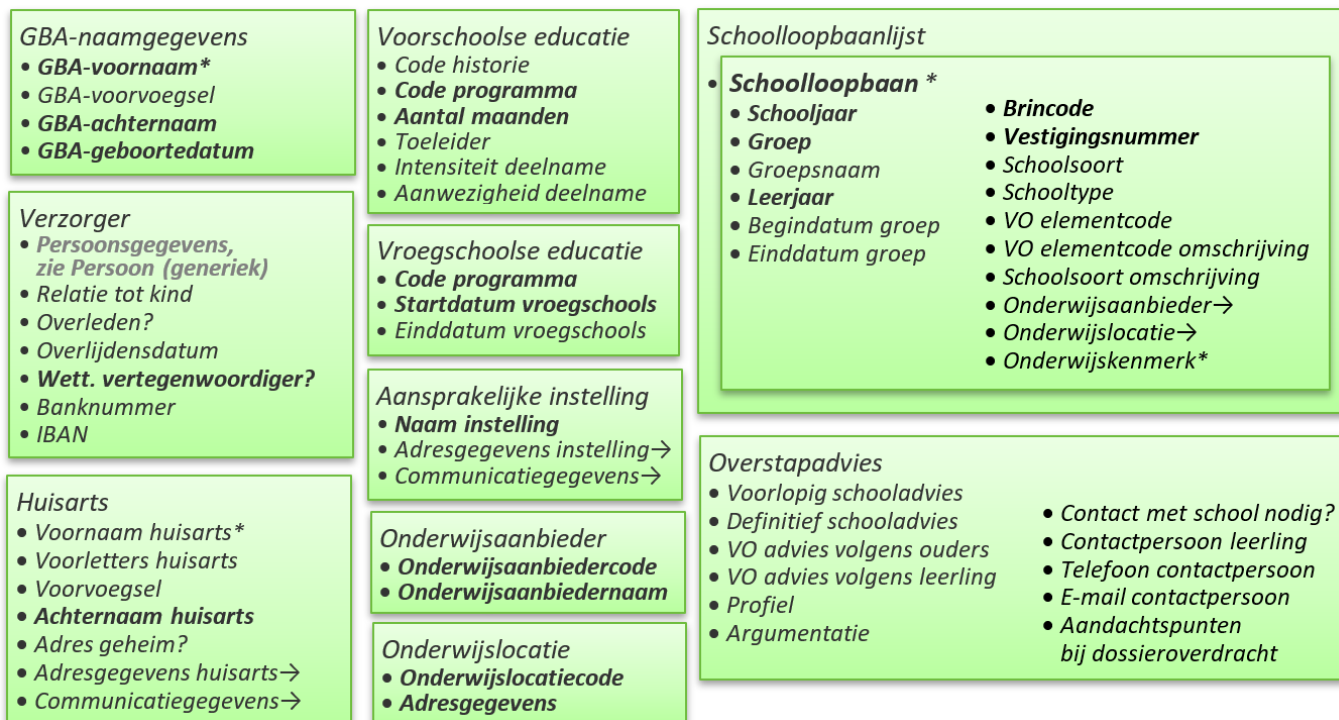 GBA-naamgegevens
• GBA-voornaam*
• GBA-voorvoegsel
• GBA-achternaam
• GBA-geboortedatum
Verzorger
• Persoonsgegevens,
zie Persoon (generiek)
• Relatie tot kind
• Overleden?
• Overlijdensdatum
• Wett. vertegenwoordiger?
• Banknummer
• IBAN
Huisarts
• Voornaam huisarts*
• Voorletters huisarts
• Voorvoegsel
• Achternaam huisarts
• Adres geheim?
• Adresgegevens huisarts→
• Communicatiegegevens→
Voorschoolse educatie
• Code historie
• Code programma
• Aantal maanden
• Toeleider
• Intensiteit deelname
• Aanwezigheid deelname
Vroegschoolse educatie
• Code programma
• Startdatum vroegschools
• Einddatum vroegschools
Aansprakelijke instelling
• Naam instelling
• Adresgegevens instelling→
• Communicatiegegevens→
Onderwijsaanbieder
• Onderwijsaanbiedercode
• Onderwijsaanbiedernaam
Onderwijslocatie
• Onderwijslocatiecode
• Adresgegevens
Schoolloopbaanlijst
• Schoolloopbaan *
• Schooljaar
• Groep
• Groepsnaam
• Leerjaar
• Begindatum groep
• Einddatum groep
• Brincode
• Vestigingsnummer
• Schoolsoort
• Schooltype
• VO elementcode
• VO elementcode omschrijving
• Schoolsoort omschrijving
• Onderwijsaanbieder→
• Onderwijslocatie→
• Onderwijskenmerk*
Overstapadvies
• Voorlopig schooladvies
• Definitief schooladvies
• VO advies volgens ouders
• VO advies volgens leerling
• Profiel
• Argumentatie
• Contact met school nodig?
• Contactpersoon leerling
• Telefoon contactpersoon
• E-mail contactpersoon
• Aandachtspunten
bij dossieroverdracht